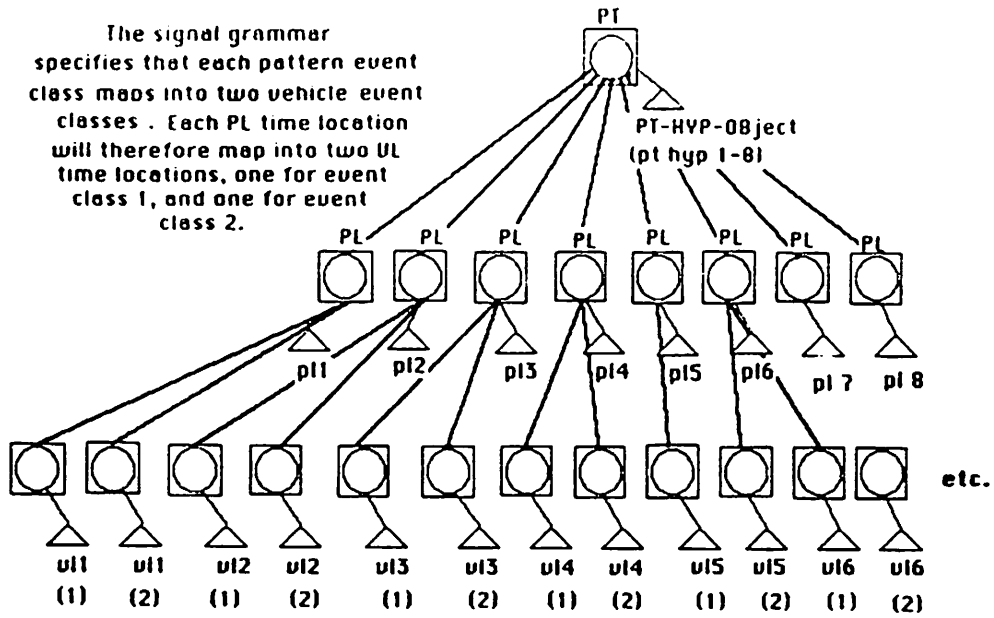 PT
The signal grammar
specifies that each pattern event
class maps into two vehicle event
classes . Each PL time location
will therefore map into two VL
time locations, one for event
class 1, and one for event
class 2.
PT-HYP-OBject
(pt hyp 1-8)
PL PL PL PL PL PL PL PL
pl1 pl2 pl3 pl4 pl5 pl6 pl 7 pl 8
etc.
vl1 vl1 vl2 vl2 vl3 vl3 vl4 vl4 vl5 vl5 vl6 vl6
(1) (2) (1) (2) (1) (2) (1) (2) (1) (2) (1) (2)